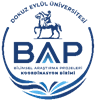 DOKUZ EYLÜL ÜNİVERSİTESİ
BAP
BİLİMSEL ARAŞTIRMA PROJELERİ
KOORDİNASYON BİRİMİ